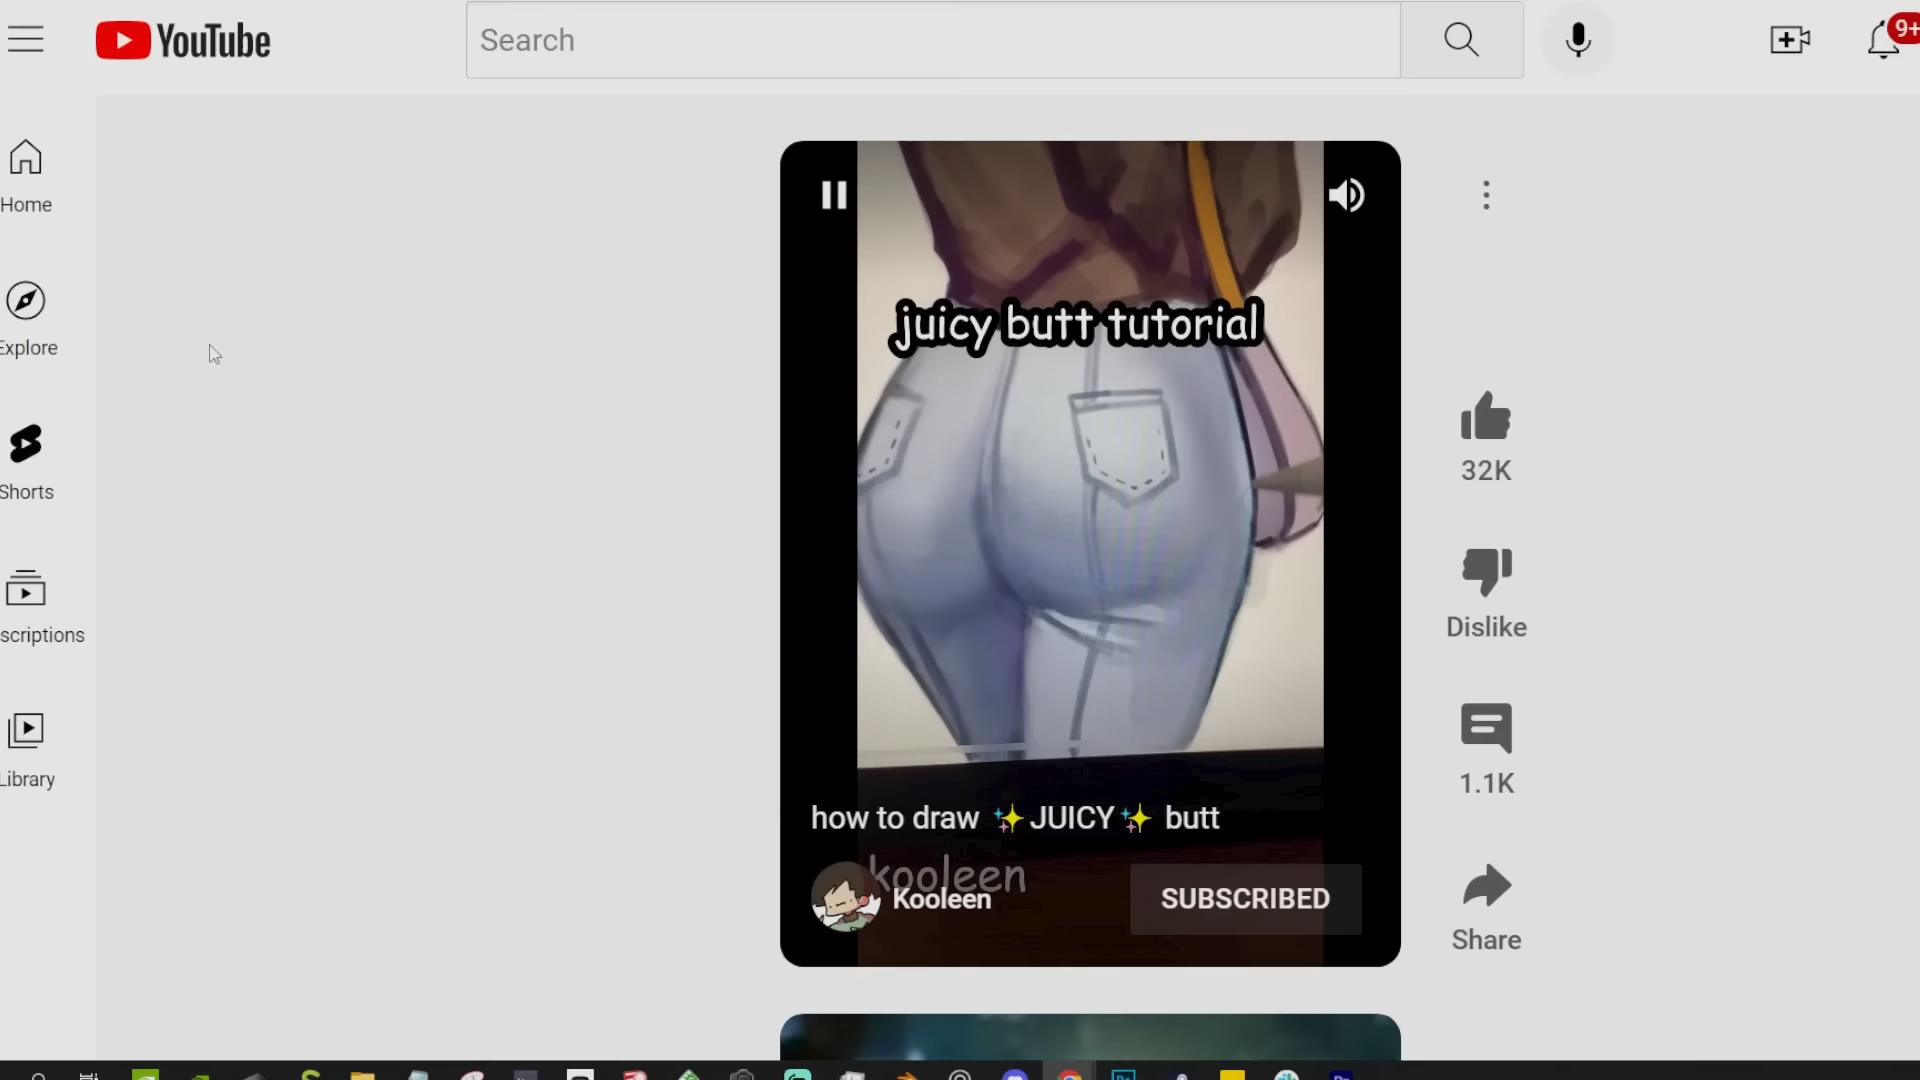 YouTube
Search
9+
Home
Explore
Shorts
scriptions
Library
juicy butt tutorial
32K
Dislike
1.1K
Share
how to draw ✨JUICY✨ butt
kooleen
Kooleen
SUBSCRIBED